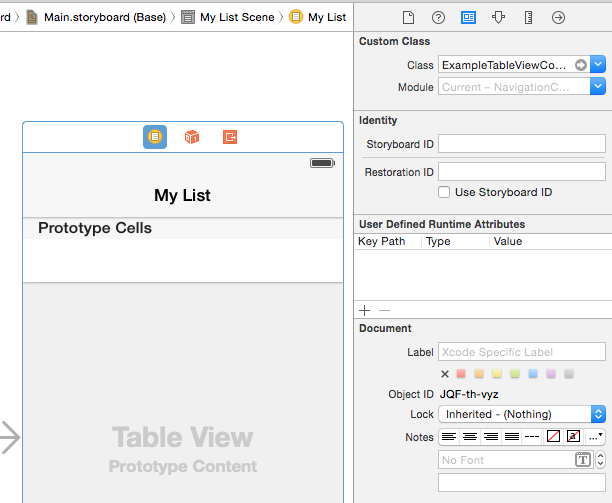 rd Main.storyboard (Base) My List Scene My List
Custom Class
Class ExampleTableViewCo...
Module Current – NavigationC...
Identity
Storyboard ID
Restoration ID
Use Storyboard ID
My List
Prototype Cells
User Defined Runtime Attributes
Key Path Type Value
Document
Label Xcode Specific Label
Object ID JQF-th-vyz
Lock Inherited - (Nothing)
Notes
No Font
Table View
Prototype Content